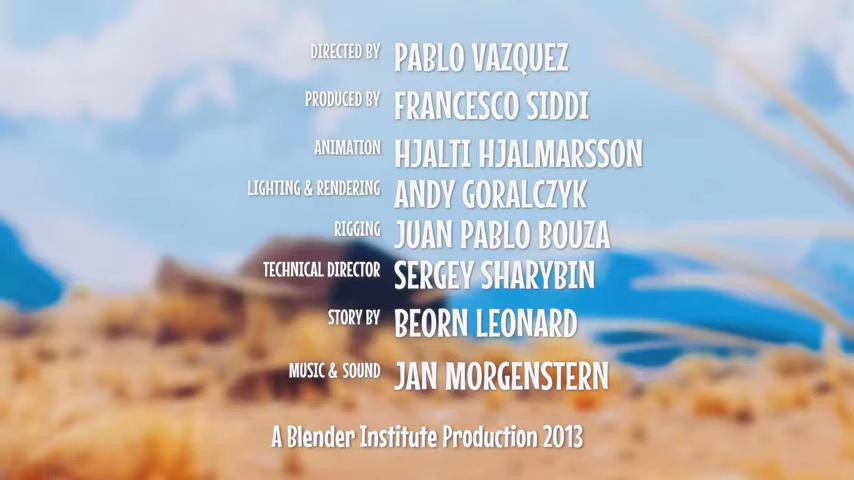 DIRECTED BY PABLO VAZQUEZ
PRODUCED BY FRANCESCO SIDDI
ANIMATION HJALTI HJALMARSSON
LIGHTING & RENDERING ANDY GORALCZYK
RIGGING JUAN PABLO BOUZA
TECHNICAL DIRECTOR SERGEY SHARYBIN
STORY BY BEORN LEONARD
MUSIC & SOUND JAN MORGENSTERN
A Blender Institute Production 2013